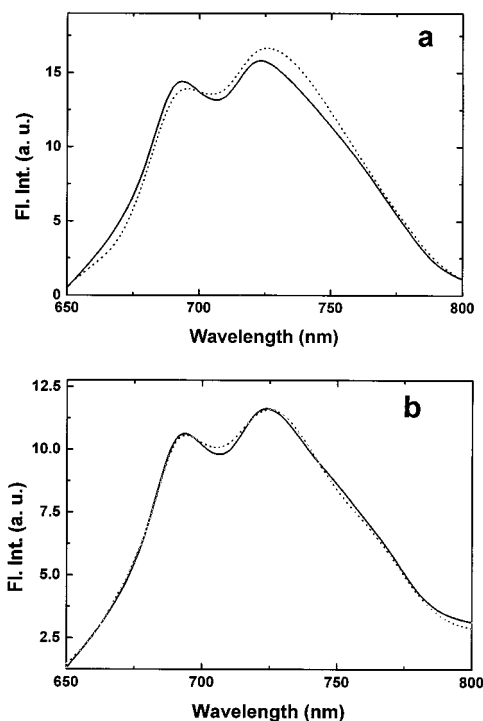 a
15
10
5
0
Fl. Int. (a. u.)
650 700 750 800
Wavelength (nm)
b
12.5
10.0
7.5
5.0
2.5
Fl. Int. (a. u.)
650 700 750 800
Wavelength (nm)